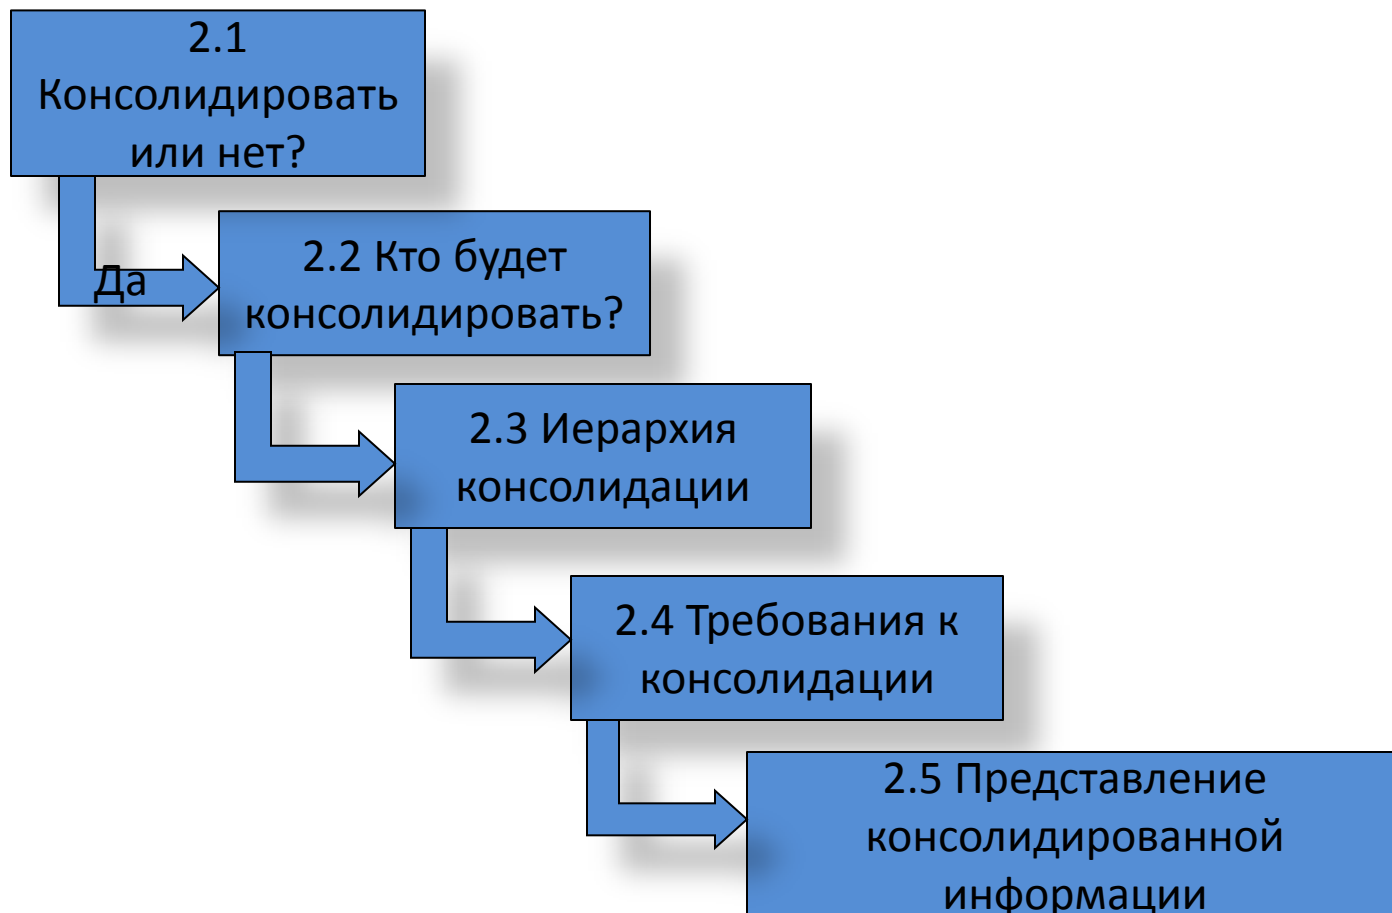 2.1
Консолидировать
или нет?
Да
2.2 Кто будет
консолидировать?
2.3 Иерархия
консолидации
2.4 Требования к
консолидации
2.5 Представление
консолидированной
информации